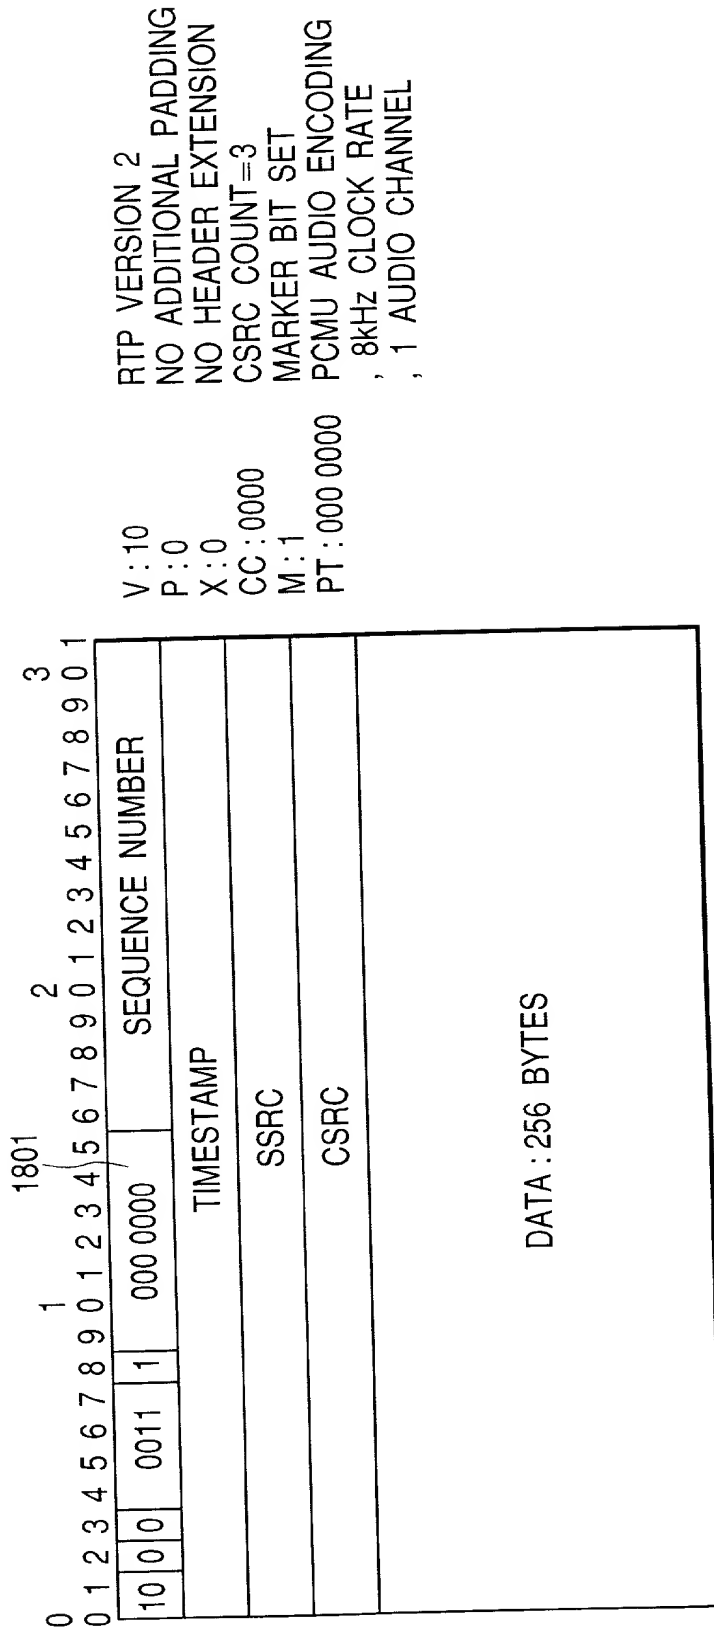 1801
0 1 2 3
0 1 2 3 4 5 6 7 8 9 0 1 2 3 4 5 6 7 8 9 0 1 2 3 4 5 6 7 8 9 0 1
10 0 0 0011 1 000 0000 SEQUENCE NUMBER
TIMESTAMP
SSRC
CSRC
DATA : 256 BYTES
V : 10 RTP VERSION 2
P : 0 NO ADDITIONAL PADDING
X : 0 NO HEADER EXTENSION
CC : 0000 CSRC COUNT=3
M : 1 MARKER BIT SET
PT : 000 0000 PCMU AUDIO ENCODING
, 8kHz CLOCK RATE
, 1 AUDIO CHANNEL